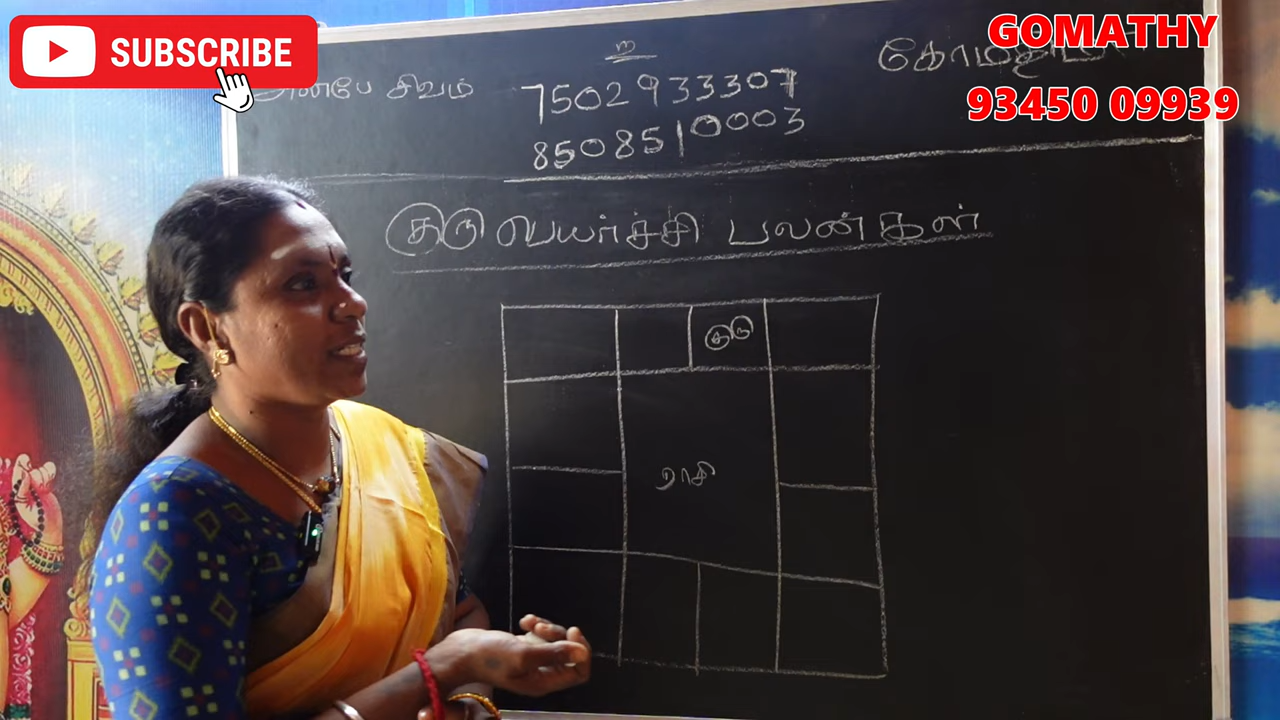 SUBSCRIBE
GOMATHY
93450 09939
உ
அன்பே சிவம்
7502933307
8508510003
குரு பெயர்ச்சி பலன்கள்
குரு
ராசி